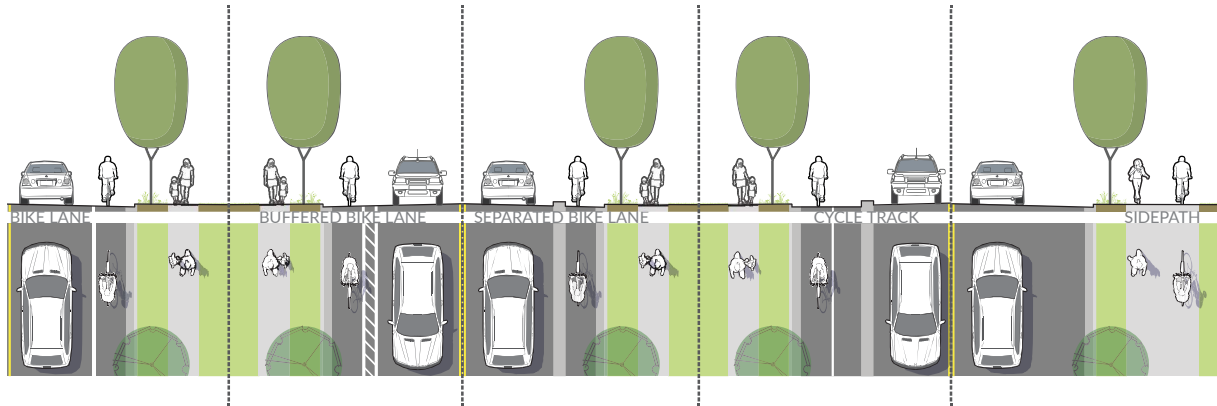 BIKE LANE
BUFFERED BIKE LANE
SEPARATED BIKE LANE
CYCLE TRACK
SIDEPATH